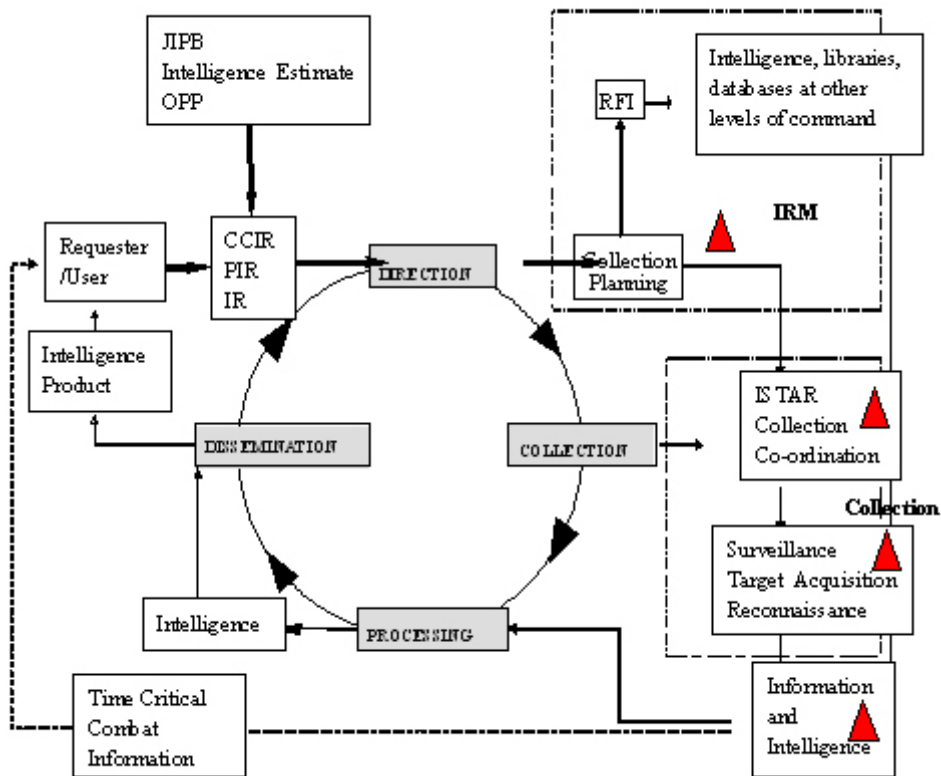 JIPB
Intelligence Estimate
OPP
Intelligence, libraries,
databases at other
levels of command
RFI
IRM
Requester
/User
CCIR
PIR
IR
DIRECTION
Collection
Planning
Intelligence
Product
ISTAR
Collection
Co-ordination
DISSEMINATION
COLLECTION
Collection
Surveillance
Target Acquisition
Reconnaissance
Intelligence
PROCESSING
Time Critical
Combat
Information
Information
and
Intelligence